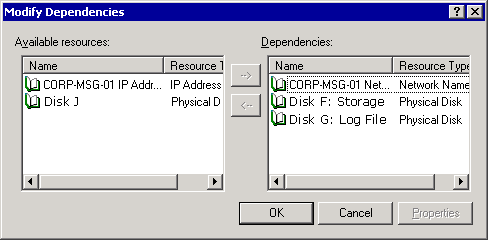 Modify Dependencies
Available resources:
Name Resource T
CORP-MSG-01 IP Addr... IP Address
Disk J Physical D
Dependencies:
Name Resource Type
CORP-MSG-01 Net... Network Name
Disk F: Storage Physical Disk
Disk G: Log File Physical Disk
OK Cancel Properties